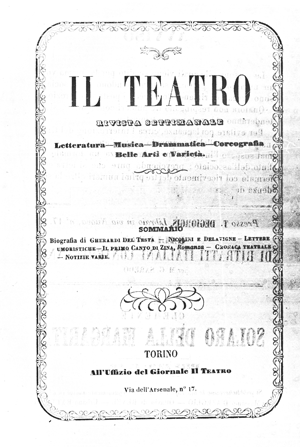 IL TEATRO
RIVISTA SETTIMANALE
Letteratura—Musica—Drammatica—Coreografia
Belle Arti e Varietà.
SOMMARIO
Biografia di Gherardi Del Testa — Nicolini e Delavigne — Lettere
umoristiche — Il primo Canto di Zina, Romanza — Cronaca teatrale
— Notizie varie.
TORINO
All'Uffizio del Giornale Il Teatro
Via dell'Arsenale, n° 17.